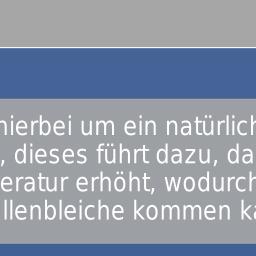 hierbei um ein natürlich
, dieses führt dazu, da
eratur erhöht, wodurch
llenbleiche kommen ka